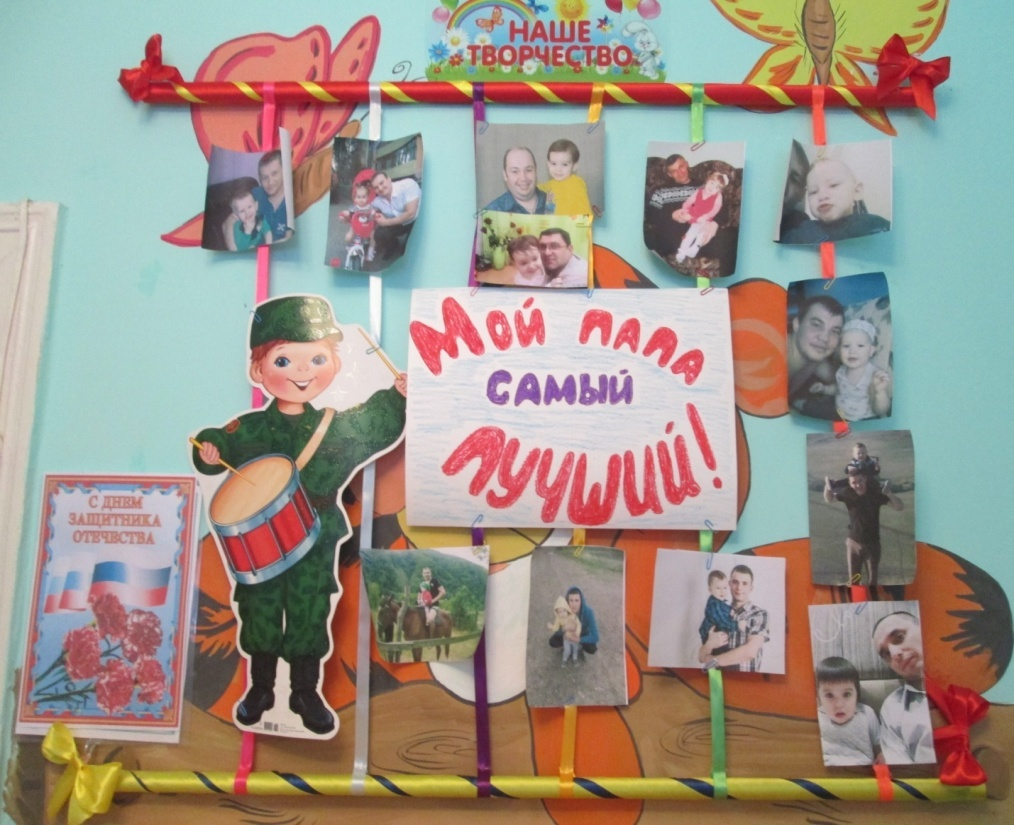 НАШЕ
ТВОРЧЕСТВО
Мой папа
самый
лучший!
С ДНЕМ
ЗАЩИТНИКА
ОТЕЧЕСТВА